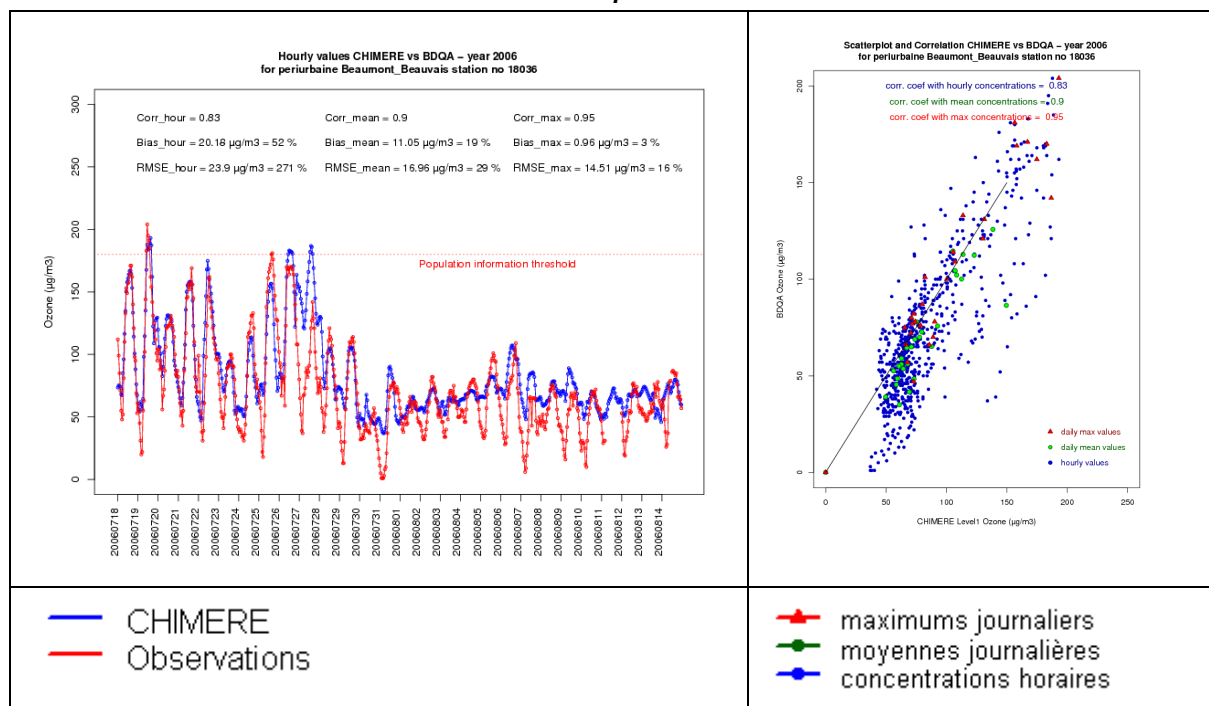 Hourly values CHIMERE vs BDQA – year 2006
for periurbaine Beaumont_Beauvais station no 18036
Corr_hour = 0.83 Corr_mean = 0.9 Corr_max = 0.95
Bias_hour = 20.18 µg/m3 = 52 % Bias_mean = 11.05 µg/m3 = 19 % Bias_max = 0.96 µg/m3 = 3 %
RMSE_hour = 23.9 µg/m3 = 271 % RMSE_mean = 16.96 µg/m3 = 29 % RMSE_max = 14.51 µg/m3 = 16 %
Population information threshold
Ozone (µg/m3)
300
250
200
150
100
50
0
20060718
20060719
20060720
20060721
20060722
20060723
20060724
20060725
20060726
20060727
20060728
20060729
20060730
20060731
20060801
20060802
20060803
20060804
20060805
20060806
20060807
20060808
20060809
20060810
20060811
20060812
20060813
20060814
Scatterplot and Correlation CHIMERE vs BDQA – year 2006
for periurbaine Beaumont_Beauvais station no 18036
corr. coef with hourly concentrations = 0.83
corr. coef with mean concentrations = 0.9
corr. coef with max concentrations = 0.95
BDQA Ozone (µg/m3)
200
150
100
50
0
daily max values
daily mean values
hourly values
0 50 100 150 200 250
CHIMERE Level1 Ozone (µg/m3)
CHIMERE
Observations
maximums journaliers
moyennes journalières
concentrations horaires